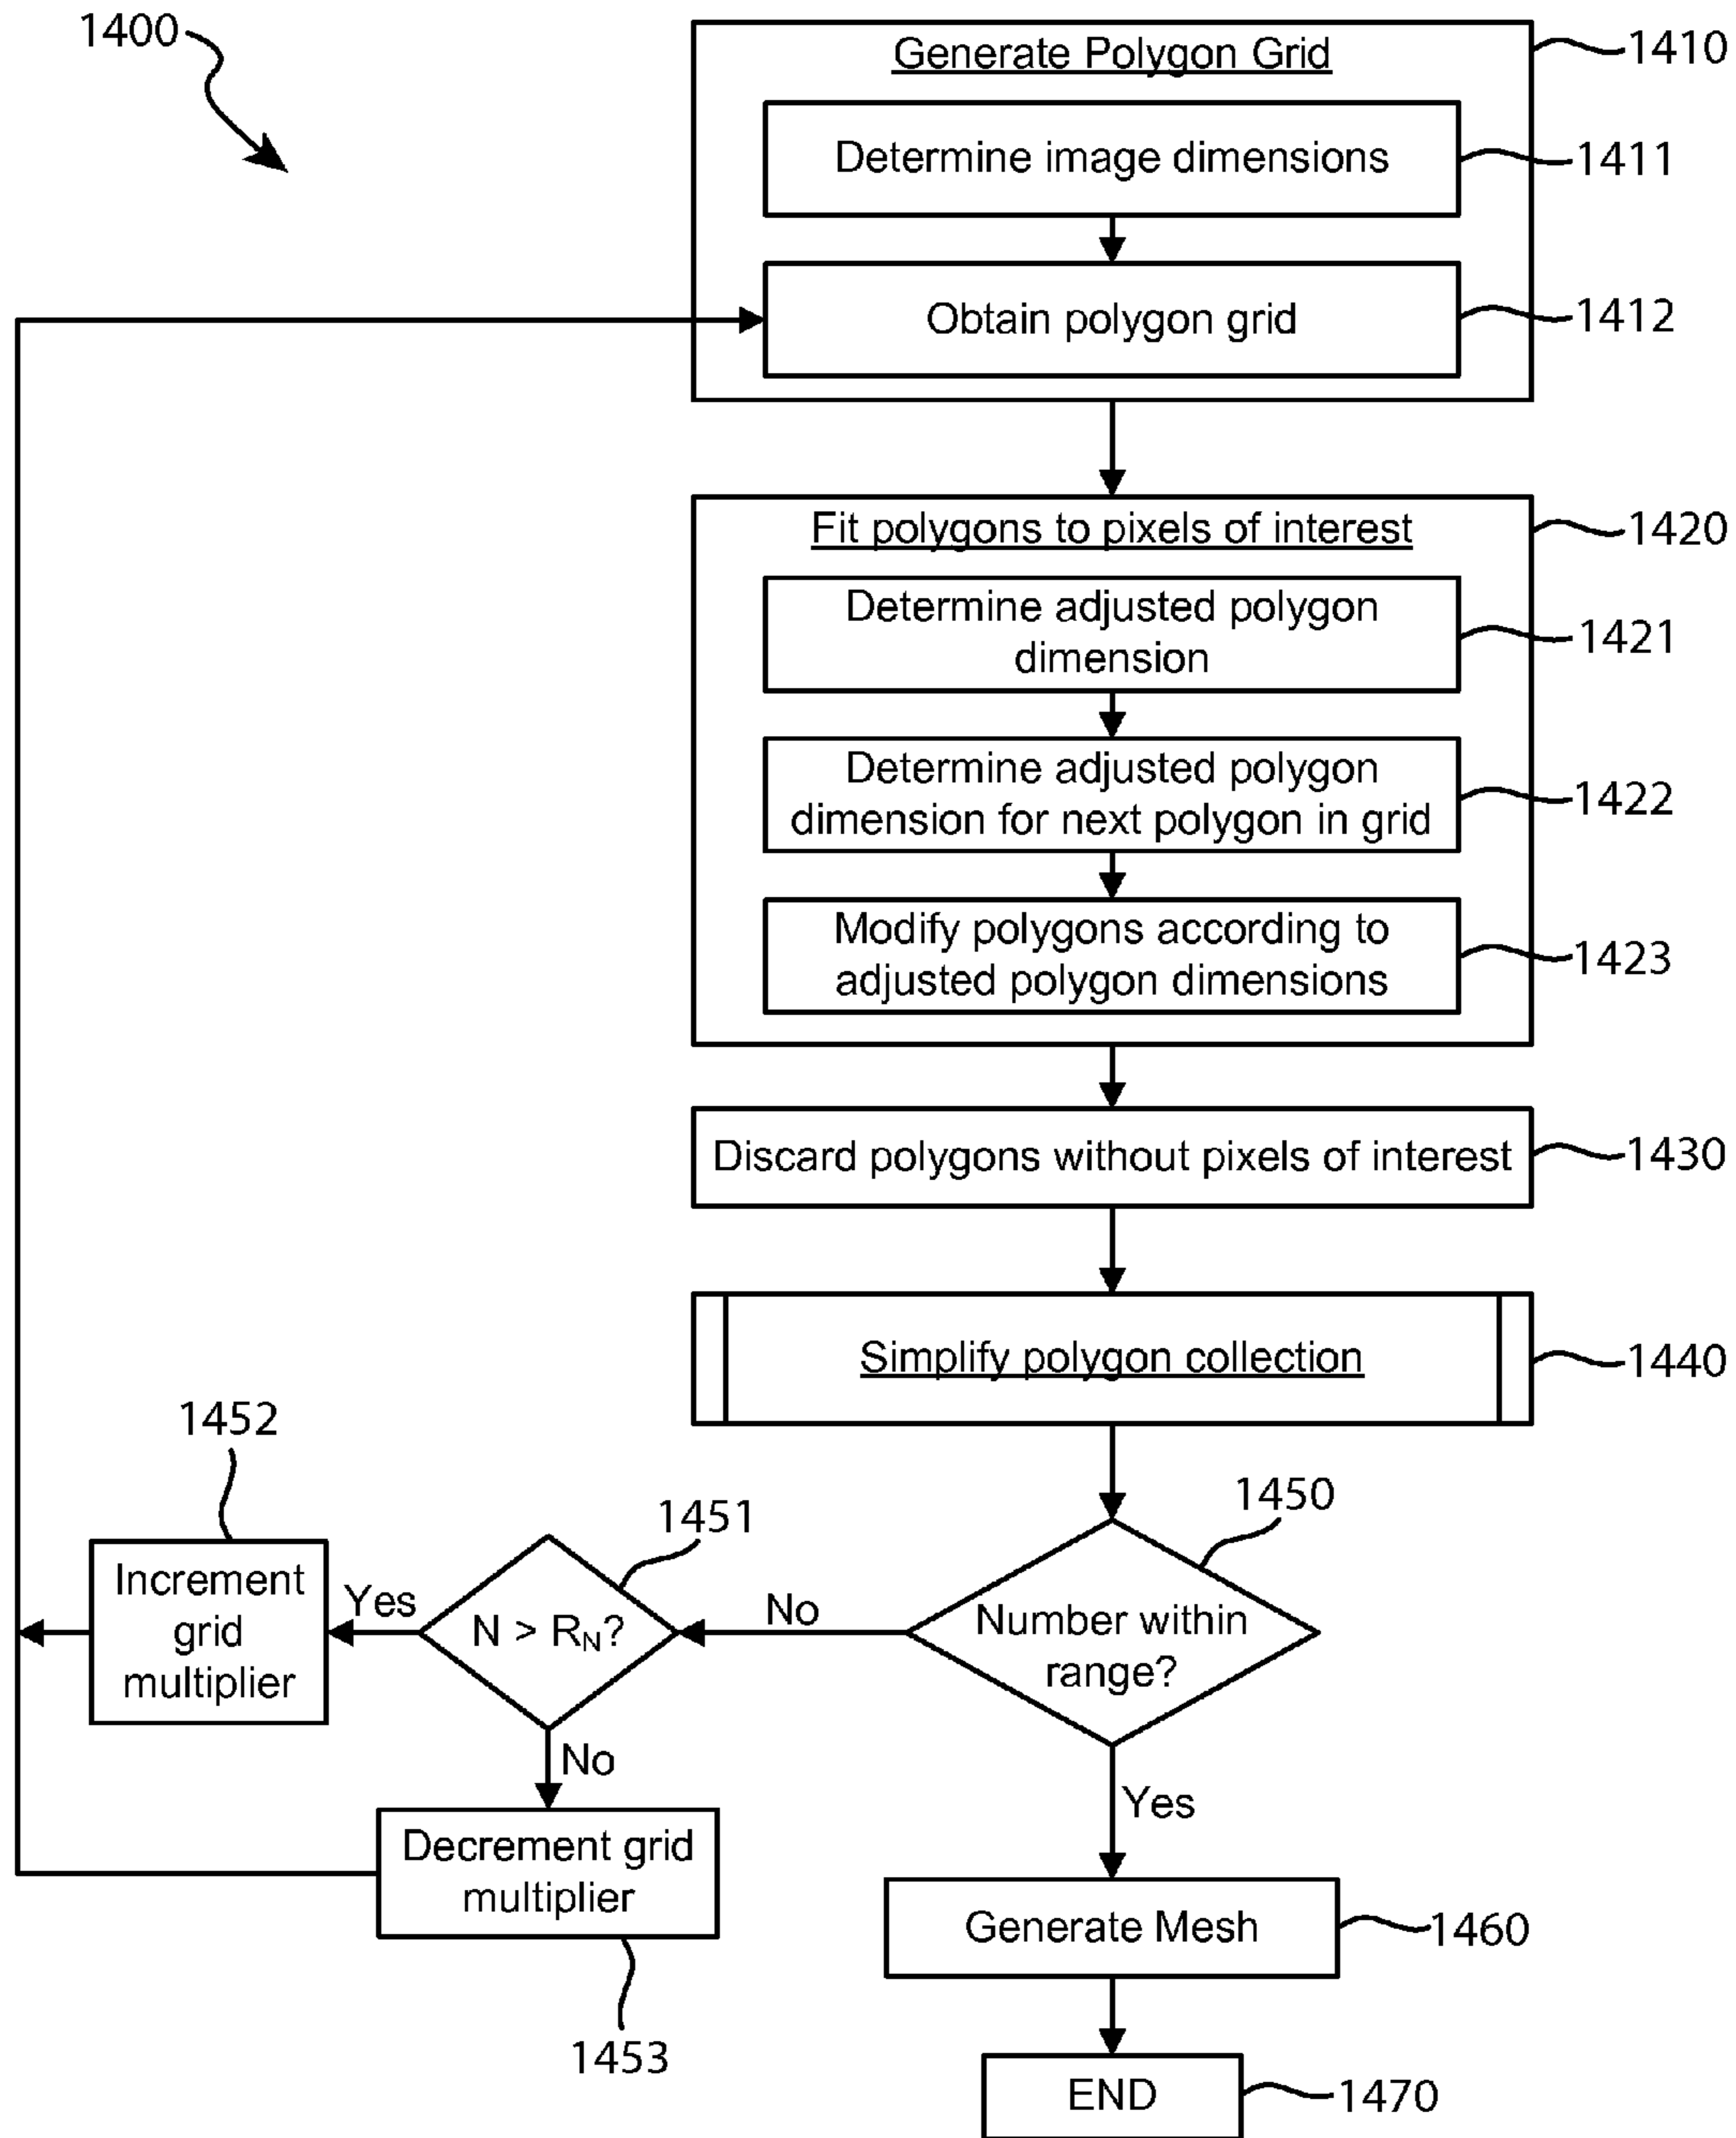 1400
Generate Polygon Grid
1410
Determine image dimensions
1411
Obtain polygon grid
1412
Fit polygons to pixels of interest
1420
Determine adjusted polygon
dimension
1421
Determine adjusted polygon
dimension for next polygon in grid
1422
Modify polygons according to
adjusted polygon dimensions
1423
Discard polygons without pixels of interest
1430
Simplify polygon collection
1440
1452
1451
1450
Increment
grid
multiplier
Yes
N > RN?
No
Number within
range?
No
Yes
Decrement grid
multiplier
1453
Generate Mesh
1460
END
1470